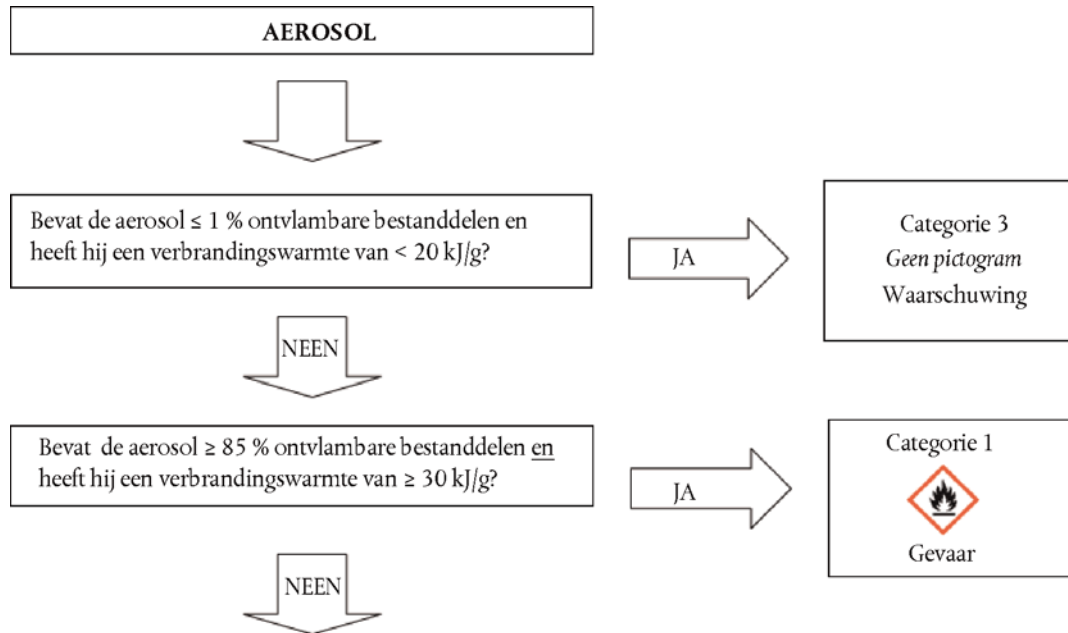 AEROSOL
Bevat de aerosol ≤ 1 % ontvlambare bestanddelen en
heeft hij een verbrandingswarmte van < 20 kJ/g?
JA
Categorie 3
Geen pictogram
Waarschuwing
NEEN
Bevat de aerosol ≥ 85 % ontvlambare bestanddelen en
heeft hij een verbrandingswarmte van ≥ 30 kJ/g?
JA
Categorie 1
Gevaar
NEEN